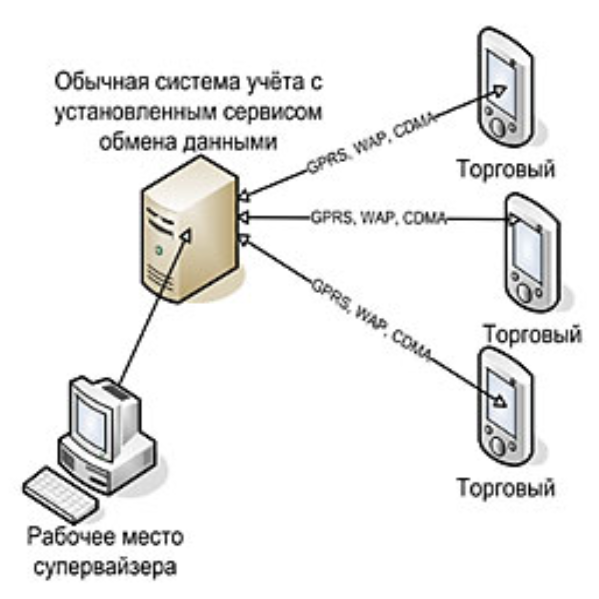 Обычная система учёта с
установленным сервисом
обмена данными
GPRS, WAP, CDMA
Торговый
GPRS, WAP, CDMA
Торговый
GPRS, WAP, CDMA
Торговый
Рабочее место
супервайзера